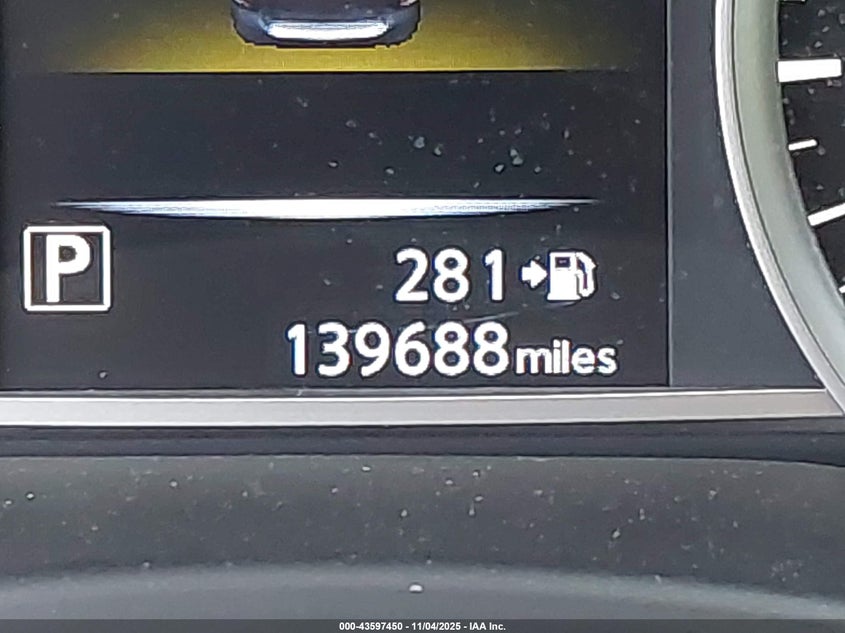 P
281
139688 miles
000-43597450 - 11/04/2025 - IAA Inc.